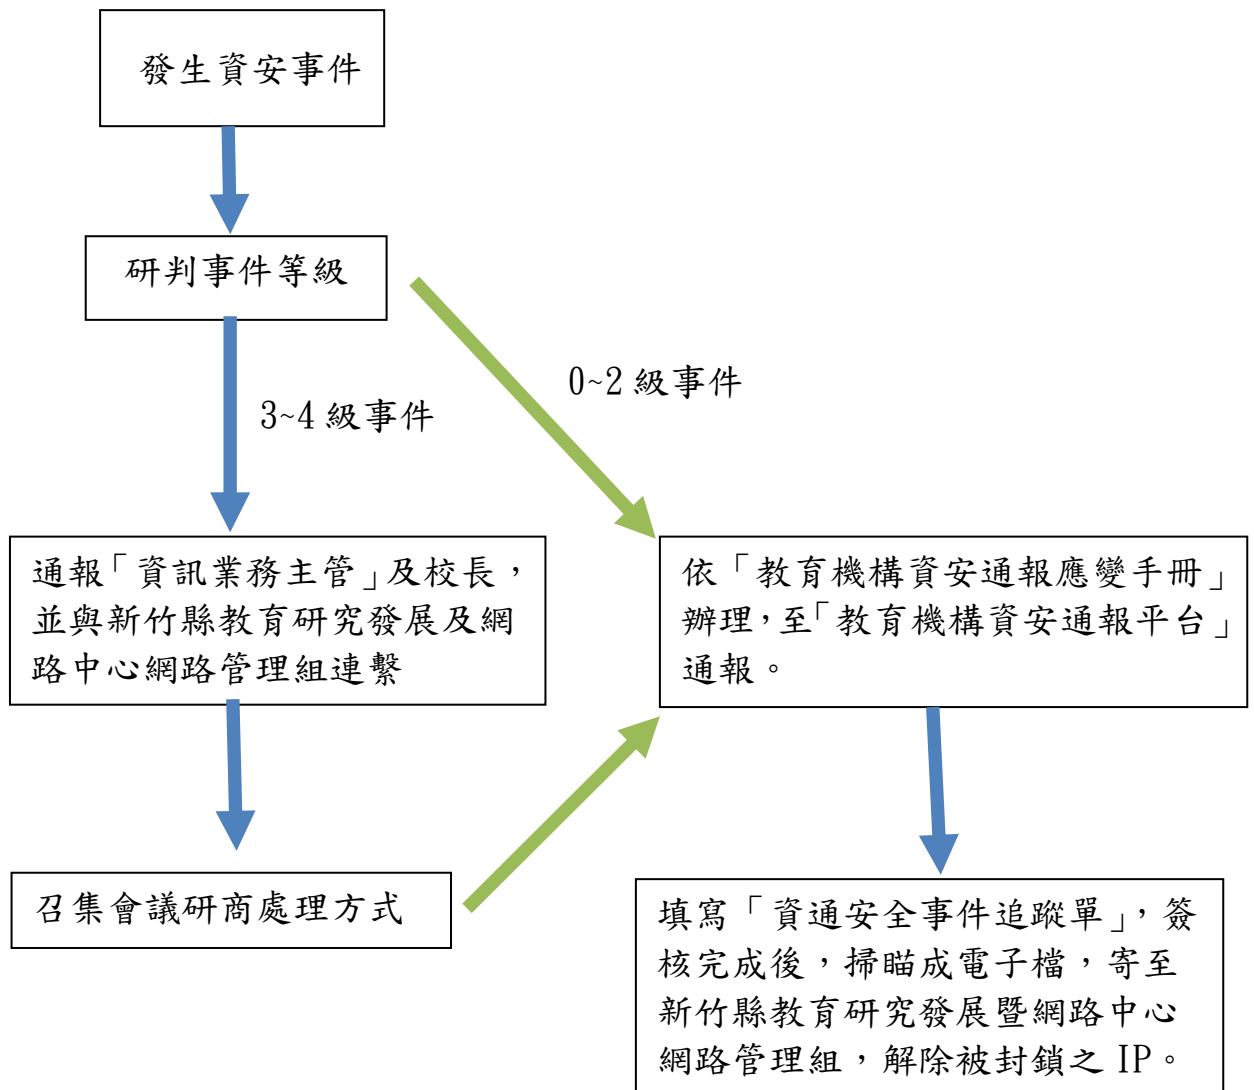 發生資安事件
研判事件等級
0~2 級事件
3~4 級事件
通報「資訊業務主管」及校長，
並與新竹縣教育研究發展及網
路中心網路管理組連繫
依「教育機構資安通報應變手冊」
辦理，至「教育機構資安通報平台」
通報。
召集會議研商處理方式
填寫「資通安全事件追蹤單」，簽
核完成後，掃瞄成電子檔，寄至
新竹縣教育研究發展暨網路中心
網路管理組，解除被封鎖之 IP。